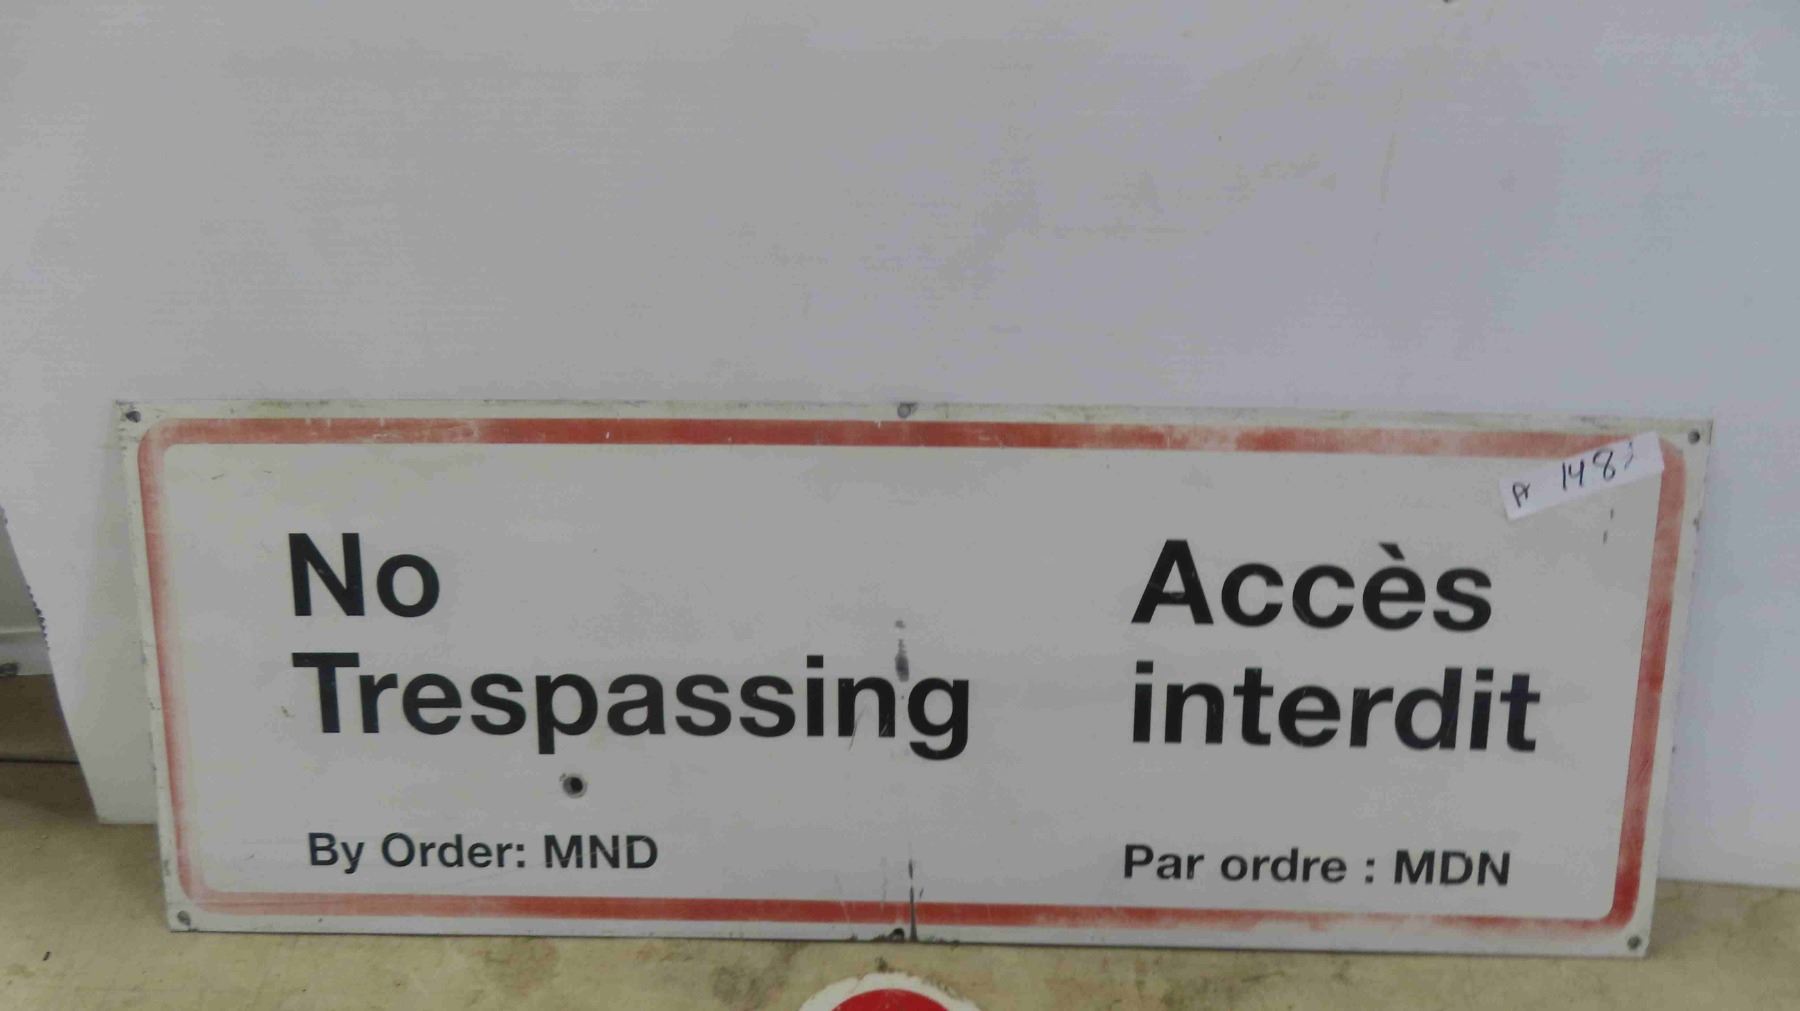 No
Trespassing
By Order: MND
Accès
interdit
Par ordre : MDN